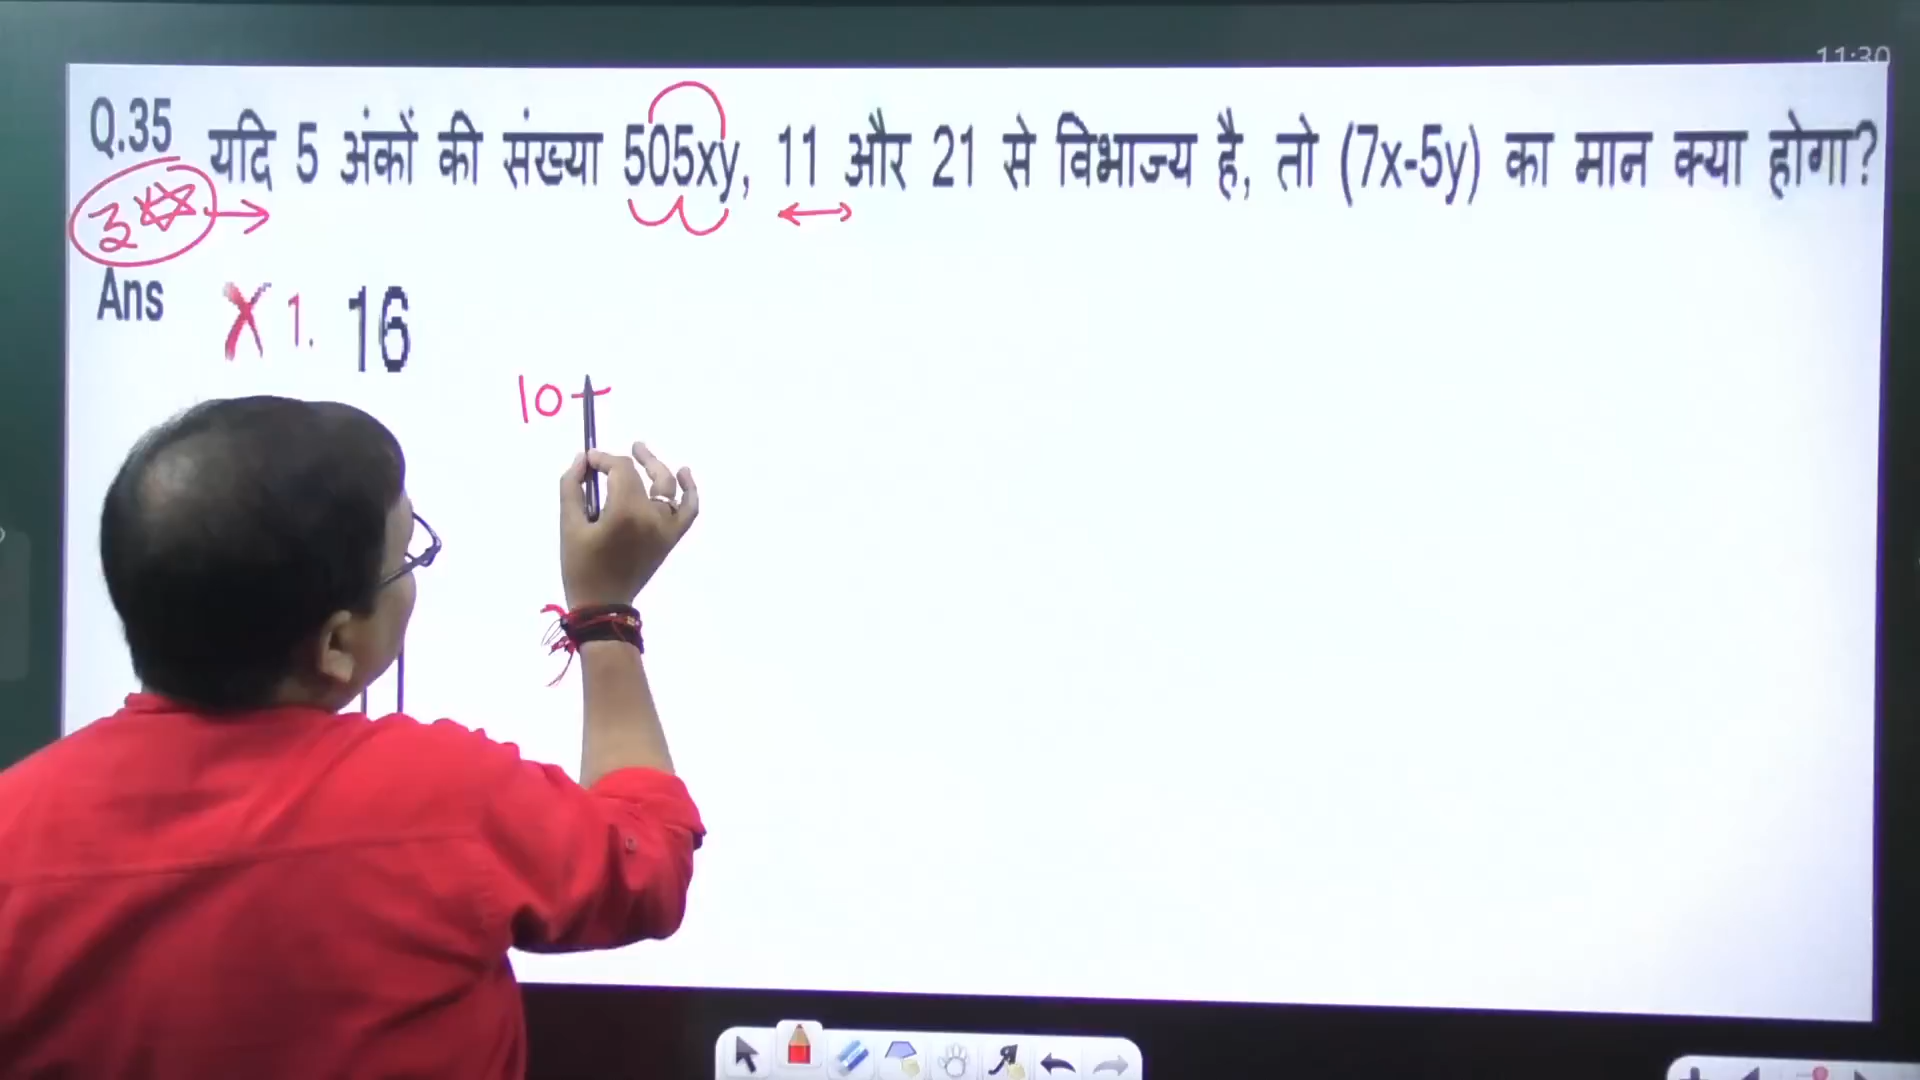 11:30
Q.35 यदि 5 अंकों की संख्या 505xy, 11 और 21 से विभाज्य है, तो (7x-5y) का मान क्या होगा?
3
Ans X 1. 16
10+